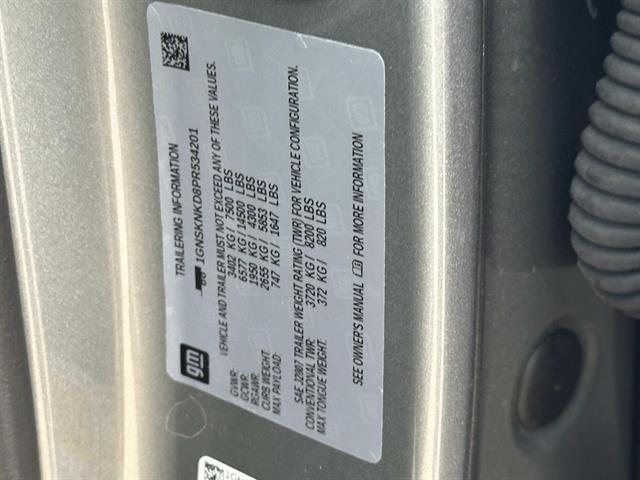 gm
TRAILERING INFORMATION
1GNSKNKD8PR534201
VEHICLE AND TRAILER MUST NOT EXCEED ANY OF THESE VALUES.
GVWR: 3402 KG / 7500 LBS
GCWR: 6577 KG / 14500 LBS
RGAWR: 1950 KG / 4300 LBS
CURB WEIGHT: 2655 KG / 5853 LBS
MAX PAYLOAD: 747 KG / 1647 LBS
SAE J2807 TRAILER WEIGHT RATING (TWR) FOR VEHICLE CONFIGURATION.
CONVENTIONAL TWR: 3720 KG / 8200 LBS
MAX TONGUE WEIGHT: 372 KG / 820 LBS
SEE OWNER'S MANUAL FOR MORE INFORMATION